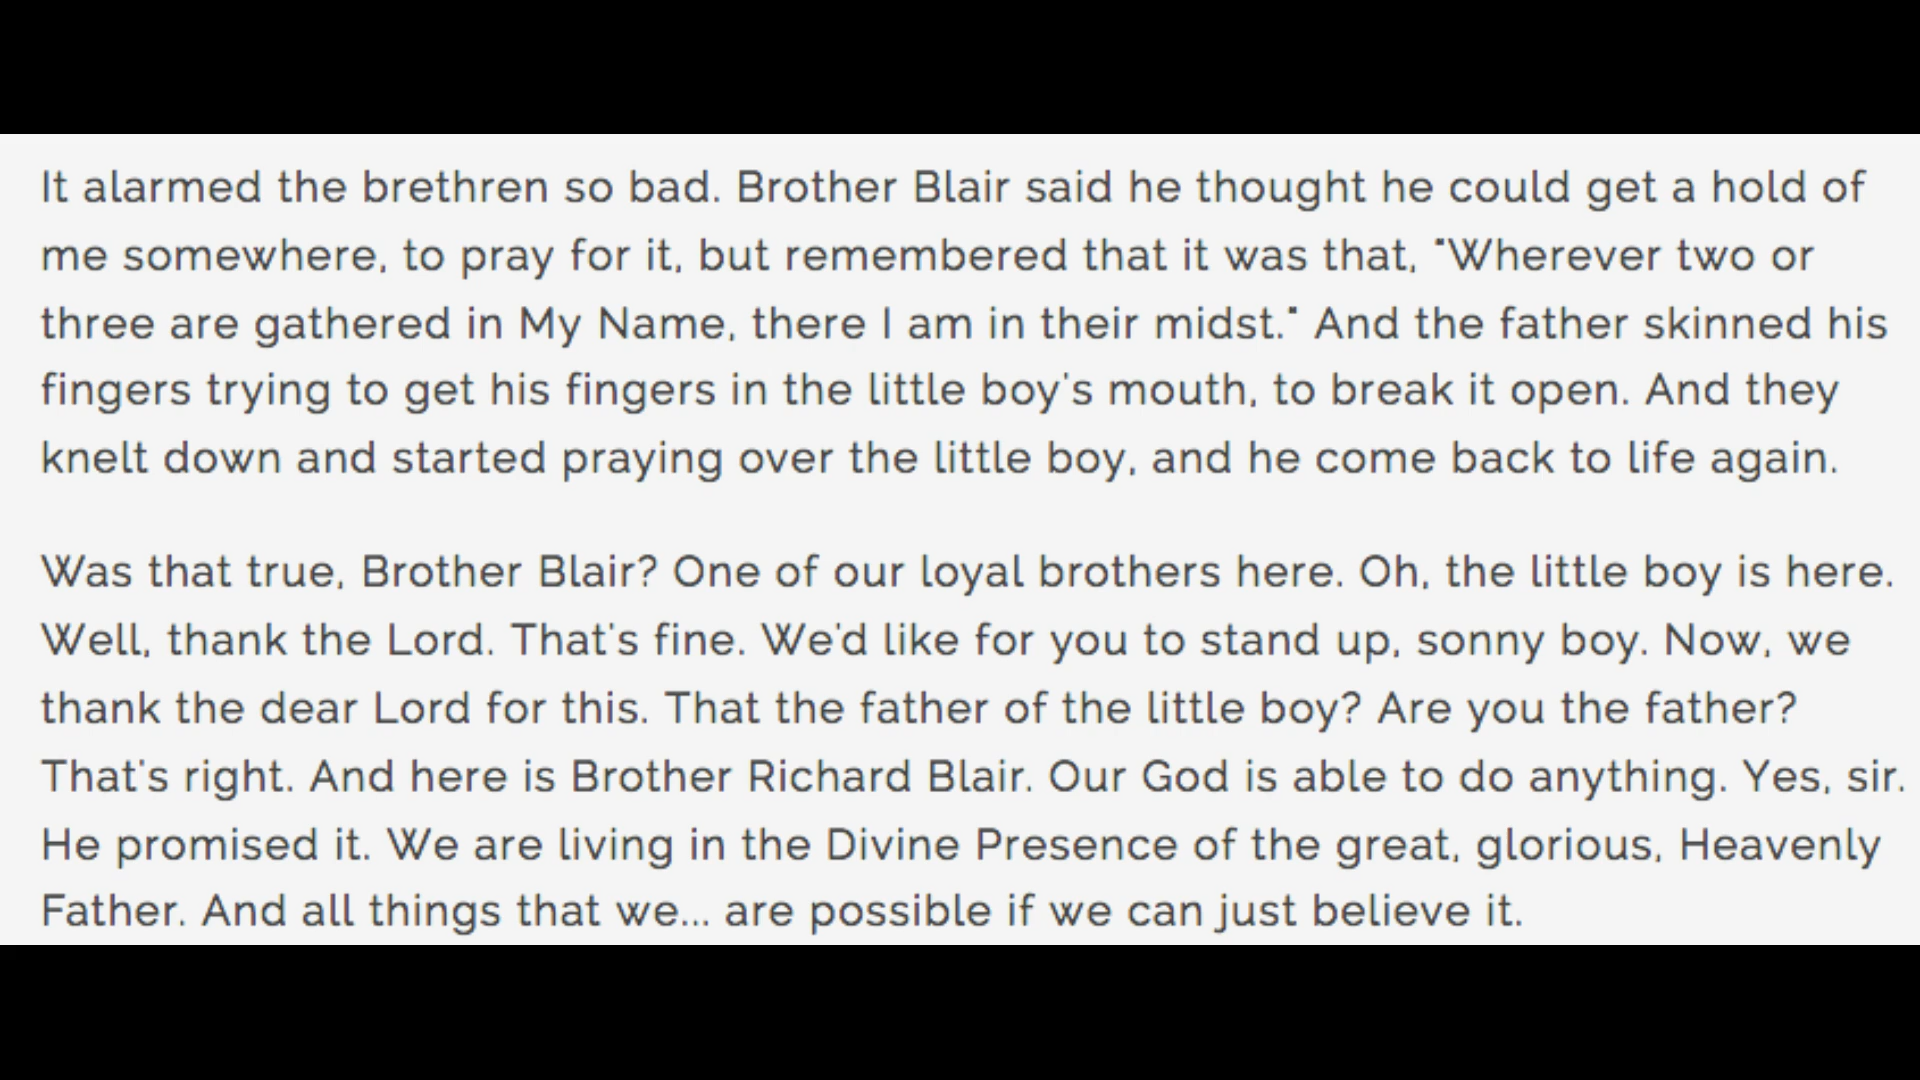 It alarmed the brethren so bad. Brother Blair said he thought he could get a hold of
me somewhere, to pray for it, but remembered that it was that, "Wherever two or
three are gathered in My Name, there I am in their midst." And the father skinned his
fingers trying to get his fingers in the little boy's mouth, to break it open. And they
knelt down and started praying over the little boy, and he come back to life again.
Was that true, Brother Blair? One of our loyal brothers here. Oh, the little boy is here.
Well, thank the Lord. That's fine. We'd like for you to stand up, sonny boy. Now, we
thank the dear Lord for this. That the father of the little boy? Are you the father?
That's right. And here is Brother Richard Blair. Our God is able to do anything. Yes, sir.
He promised it. We are living in the Divine Presence of the great, glorious, Heavenly
Father. And all things that we... are possible if we can just believe it.